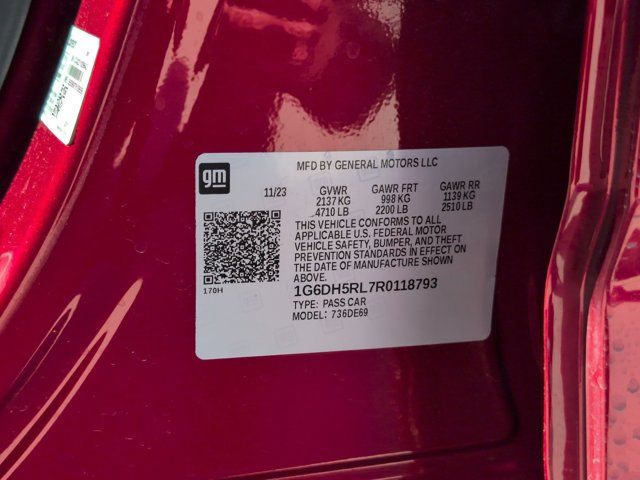 gm
MFD BY GENERAL MOTORS LLC
11/23 GVWR GAWR FRT GAWR RR
2137 KG 998 KG 1139 KG
4710 LB 2200 LB 2510 LB
THIS VEHICLE CONFORMS TO ALL
APPLICABLE U.S. FEDERAL MOTOR
VEHICLE SAFETY, BUMPER, AND THEFT
PREVENTION STANDARDS IN EFFECT ON
THE DATE OF MANUFACTURE SHOWN
ABOVE.
170H
1G6DH5RL7R0118793
TYPE: PASS CAR
MODEL: 736DE69